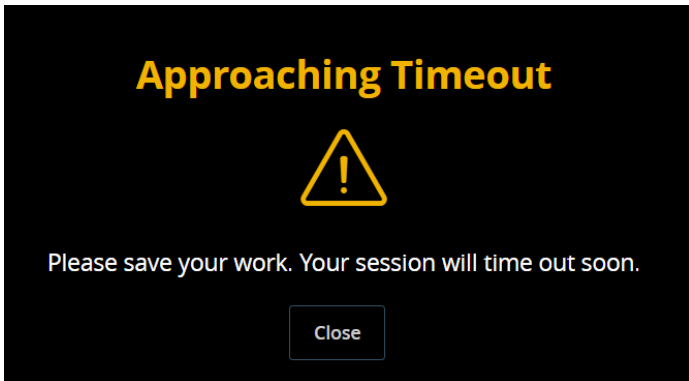 Approaching Timeout
Please save your work. Your session will time out soon.
Close